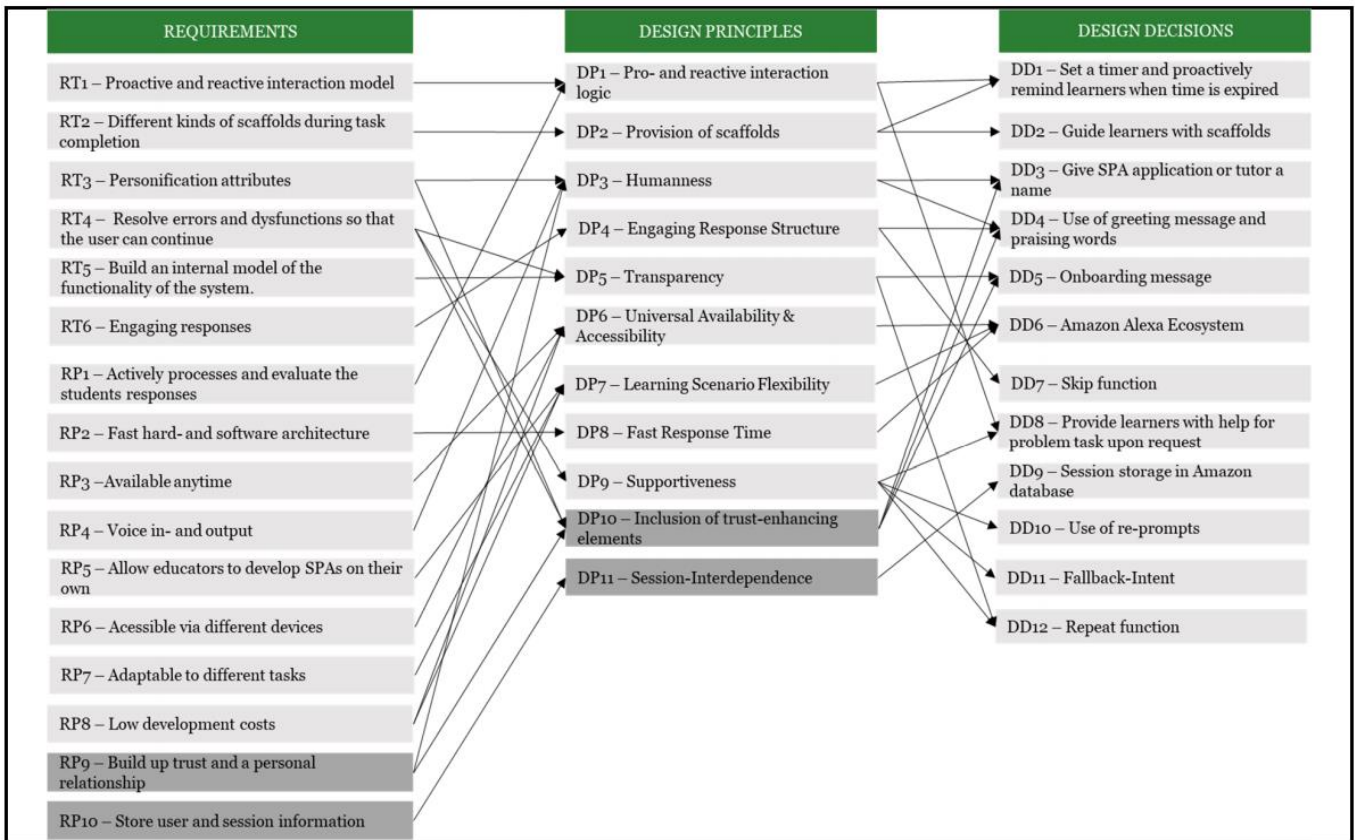 REQUIREMENTS
RT1 – Proactive and reactive interaction model
RT2 – Different kinds of scaffolds during task
completion
RT3 – Personification attributes
RT4 – Resolve errors and dysfunctions so that
the user can continue
RT5 – Build an internal model of the
functionality of the system.
RT6 – Engaging responses
RP1 – Actively processes and evaluate the
students responses
RP2 – Fast hard- and software architecture
RP3 –Available anytime
RP4 – Voice in- and output
RP5 – Allow educators to develop SPAs on their
own
RP6 – Acessible via different devices
RP7 – Adaptable to different tasks
RP8 – Low development costs
RP9 – Build up trust and a personal
relationship
RP10 – Store user and session information
DESIGN PRINCIPLES
DP1 – Pro- and reactive interaction
logic
DP2 – Provision of scaffolds
DP3 – Humanness
DP4 – Engaging Response Structure
DP5 – Transparency
DP6 – Universal Availability &
Accessibility
DP7 – Learning Scenario Flexibility
DP8 – Fast Response Time
DP9 – Supportiveness
DP10 – Inclusion of trust-enhancing
elements
DP11 – Session-Interdependence
DESIGN DECISIONS
DD1 – Set a timer and proactively
remind learners when time is expired
DD2 – Guide learners with scaffolds
DD3 – Give SPA application or tutor a
name
DD4 – Use of greeting message and
praising words
DD5 – Onboarding message
DD6 – Amazon Alexa Ecosystem
DD7 – Skip function
DD8 – Provide learners with help for
problem task upon request
DD9 – Session storage in Amazon
database
DD10 – Use of re-prompts
DD11 – Fallback-Intent
DD12 – Repeat function